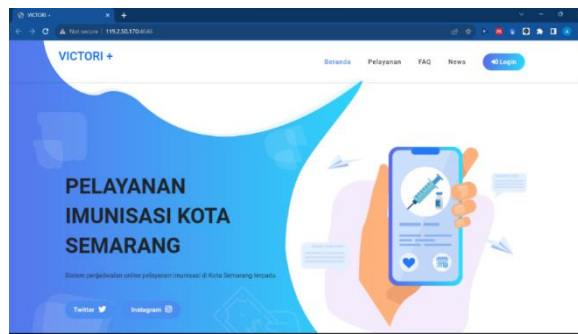 VICTORI +
Not secure | 119.2.50.170:4646
VICTORI +
Beranda Pelayanan FAQ News Login
PELAYANAN
IMUNISASI KOTA
SEMARANG
Sistem penjadwalan online pelayanan imunisasi di Kota Semarang terpadu
Twitter Instagram